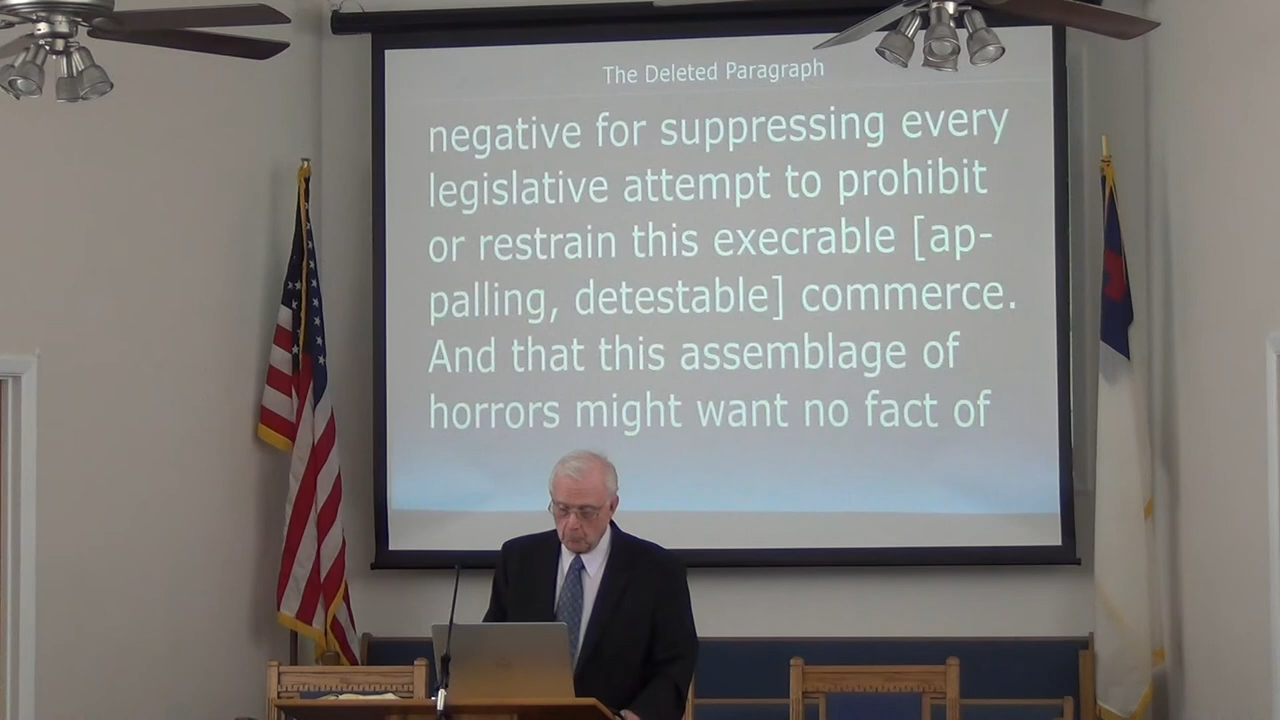 The Deleted Paragraph
negative for suppressing every
legislative attempt to prohibit
or restrain this execrable [ap-
palling, detestable] commerce.
And that this assemblage of
horrors might want no fact of